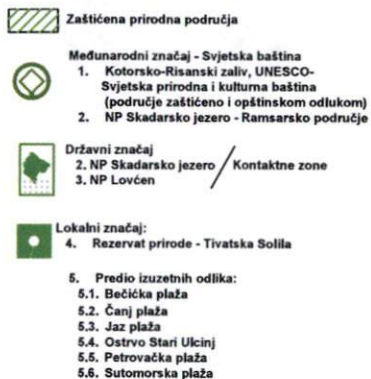 Zaštićena prirodna područja
Međunarodni značaj - Svjetska baština
1. Kotorsko-Risanski zaliv, UNESCO-
Svjetska prirodna i kulturna baština
(područje zaštićeno i opštinskom odlukom)
2. NP Skadarsko jezero - Ramsarsko područje
Državni značaj
2. NP Skadarsko jezero / Kontaktne zone
3. NP Lovćen
Lokalni značaj:
4. Rezervat prirode - Tivatska Solila
5. Predio izuzetnih odlika:
5.1. Bečićka plaža
5.2. Čanj plaža
5.3. Jaz plaža
5.4. Ostrvo Stari Ulcinj
5.5. Petrovačka plaža
5.6. Sutomorska plaža